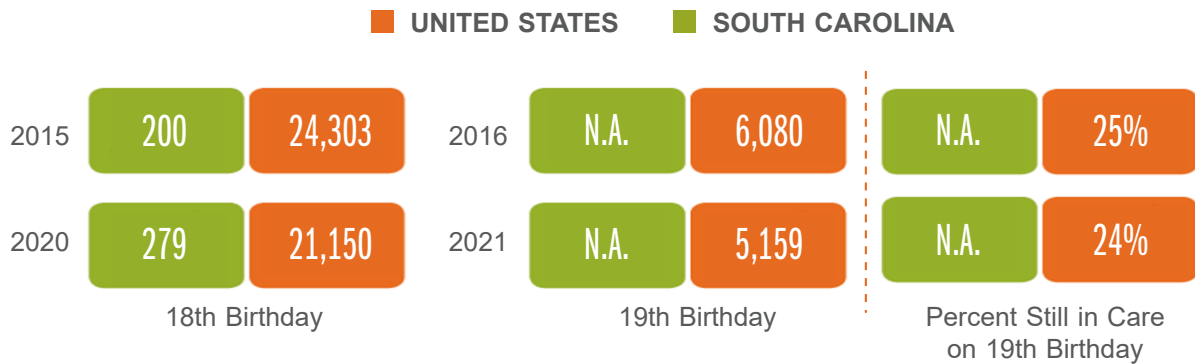 UNITED STATES SOUTH CAROLINA
2015 200 24,303 2016 N.A. 6,080 N.A. 25%
2020 279 21,150 2021 N.A. 5,159 N.A. 24%
18th Birthday 19th Birthday Percent Still in Care
on 19th Birthday